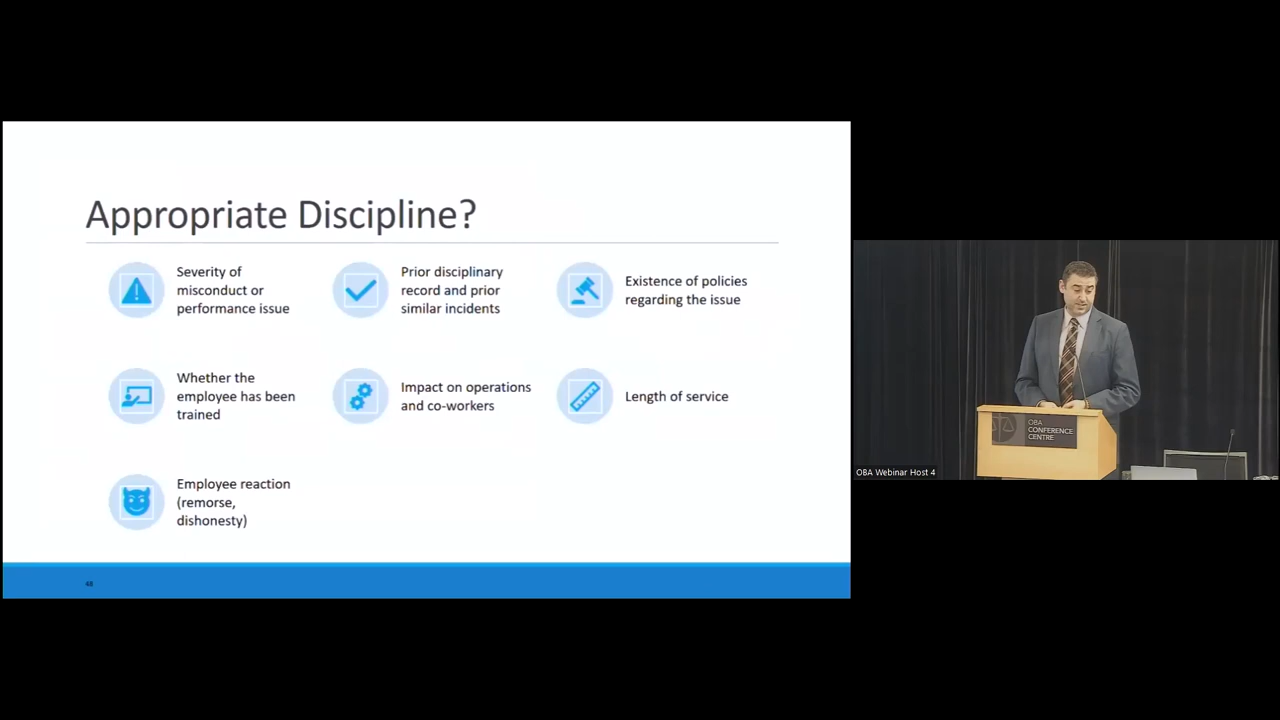 Appropriate Discipline?
Severity of
misconduct or
performance issue
Prior disciplinary
record and prior
similar incidents
Existence of policies
regarding the issue
Whether the
employee has been
trained
Impact on operations
and co-workers
Length of service
Employee reaction
(remorse,
dishonesty)
48
OBA
CONFERENCE
CENTRE
OBA Webinar Host 4